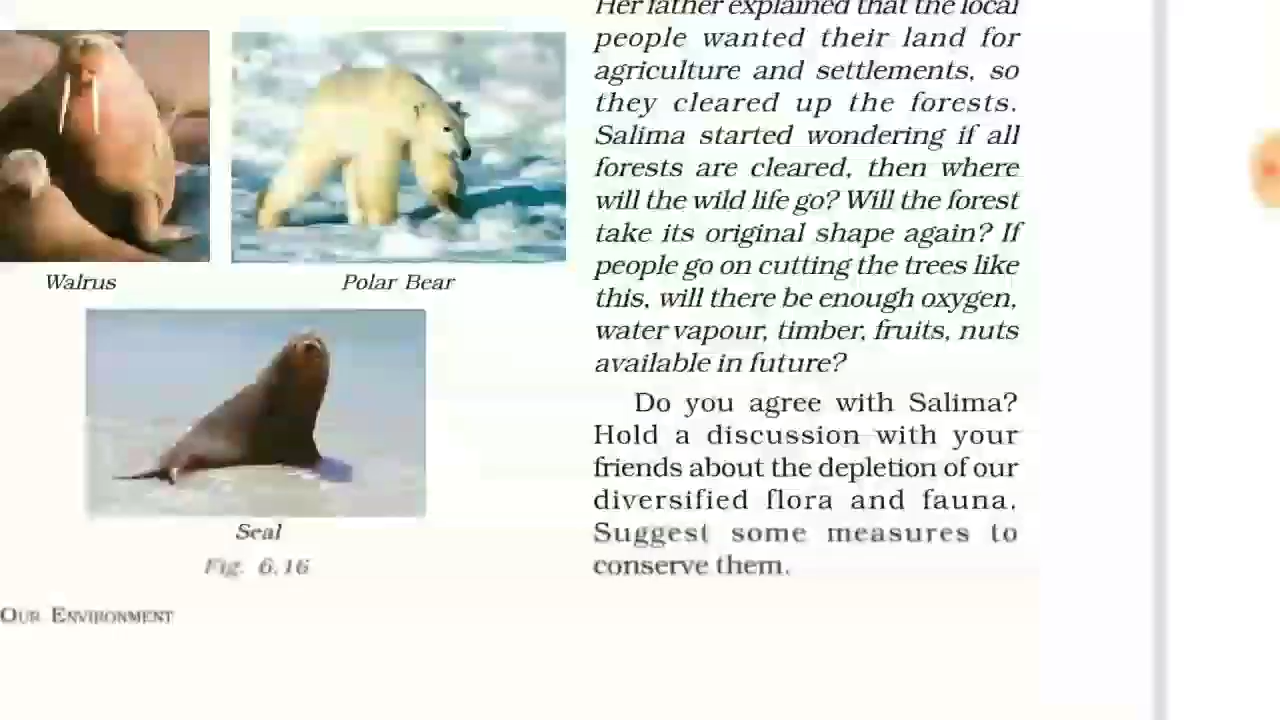 Walrus
Polar Bear
Seal
Fig. 6.16
OUR ENVIRONMENT
Her father explained that the local
people wanted their land for
agriculture and settlements, so
they cleared up the forests.
Salima started wondering if all
forests are cleared, then where
will the wild life go? Will the forest
take its original shape again? If
people go on cutting the trees like
this, will there be enough oxygen,
water vapour, timber, fruits, nuts
available in future?
Do you agree with Salima?
Hold a discussion with your
friends about the depletion of our
diversified flora and fauna.
Suggest some measures to
conserve them.